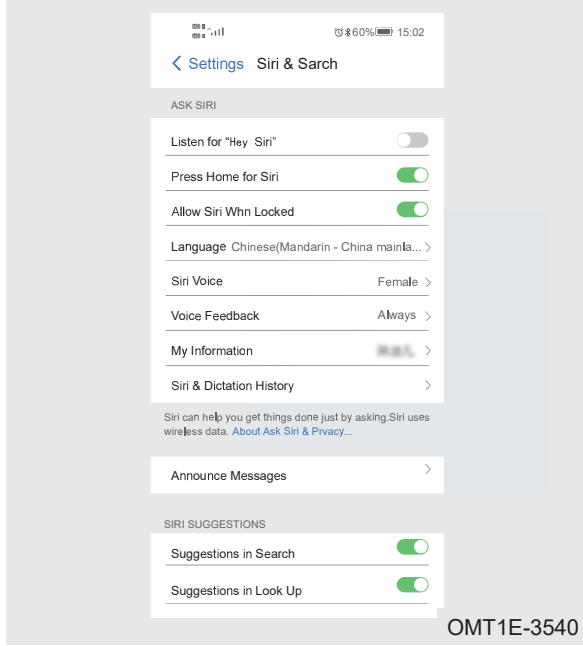 60% 15:02
Settings Siri & Sarch
ASK SIRI
Listen for “Hey Siri”
Press Home for Siri
Allow Siri Whn Locked
Language Chinese(Mandarin - China mainla...
Siri Voice Female
Voice Feedback Always
My Information
Siri & Dictation History
Siri can help you get things done just by asking.Siri uses
wireless data. About Ask Siri & Prvacy...
Announce Messages
SIRI SUGGESTIONS
Suggestions in Search
Suggestions in Look Up
OMT1E-3540